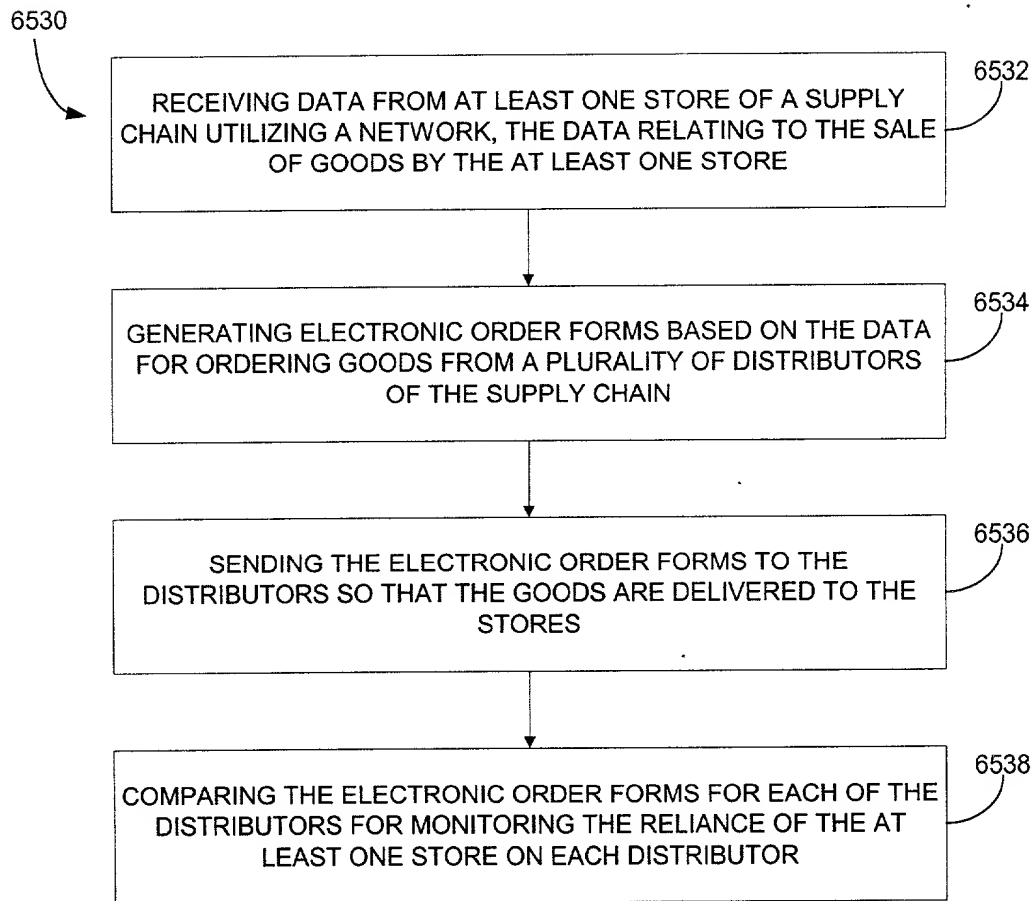 6530
6532
RECEIVING DATA FROM AT LEAST ONE STORE OF A SUPPLY
CHAIN UTILIZING A NETWORK, THE DATA RELATING TO THE SALE
OF GOODS BY THE AT LEAST ONE STORE
6534
GENERATING ELECTRONIC ORDER FORMS BASED ON THE DATA
FOR ORDERING GOODS FROM A PLURALITY OF DISTRIBUTORS
OF THE SUPPLY CHAIN
6536
SENDING THE ELECTRONIC ORDER FORMS TO THE
DISTRIBUTORS SO THAT THE GOODS ARE DELIVERED TO THE
STORES
6538
COMPARING THE ELECTRONIC ORDER FORMS FOR EACH OF THE
DISTRIBUTORS FOR MONITORING THE RELIANCE OF THE AT
LEAST ONE STORE ON EACH DISTRIBUTOR